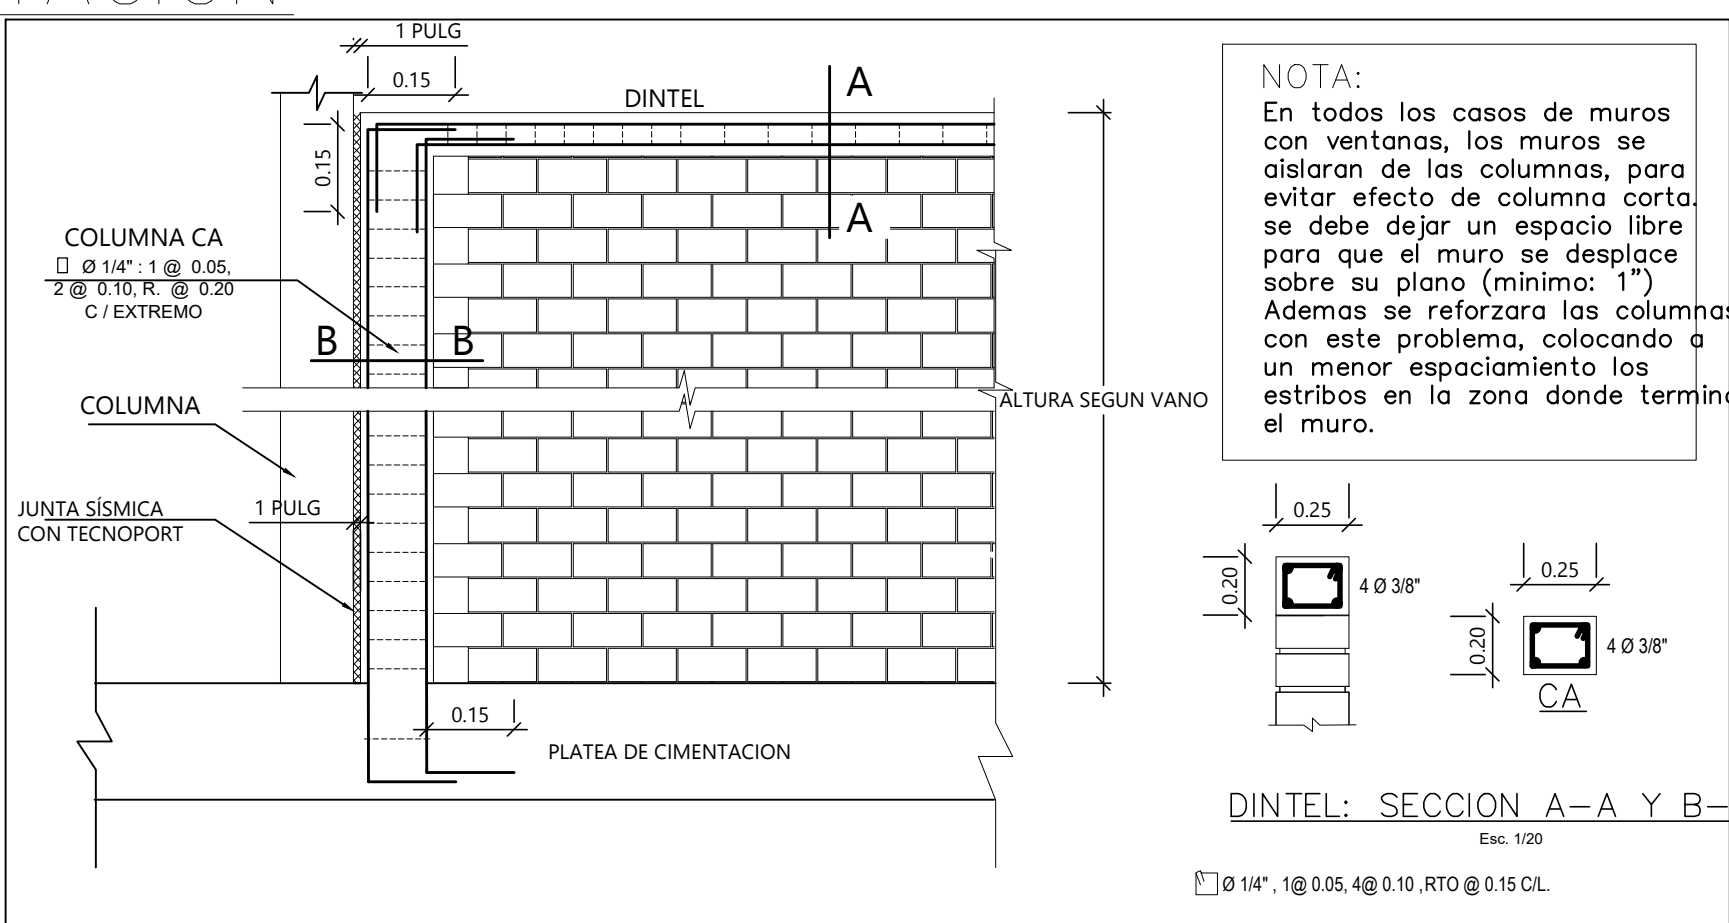 1 PULG
0.15
DINTEL
A
0.15
A
COLUMNA CA
Ø 1/4" : 1 @ 0.05,
2 @ 0.10, R. @ 0.20
C / EXTREMO
B B
COLUMNA
ALTURA SEGUN VANO
JUNTA SÍSMICA
CON TECNOPORT
1 PULG
0.15
PLATEA DE CIMENTACION
NOTA:
En todos los casos de muros
con ventanas, los muros se
aislaran de las columnas, para
evitar efecto de columna corta.
se debe dejar un espacio libre
para que el muro se desplace
sobre su plano (minimo: 1")
Ademas se reforzara las columnas
con este problema, colocando a
un menor espaciamiento los
estribos en la zona donde termina
el muro.
0.25
0.20
4 Ø 3/8"
0.25
0.20
4 Ø 3/8"
CA
DINTEL: SECCION A-A Y B-
Esc. 1/20
Ø 1/4" , 1@ 0.05, 4@ 0.10 ,RTO @ 0.15 C/L.